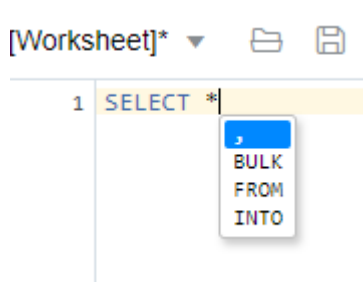 [Worksheet]*
1 SELECT *
,
BULK
FROM
INTO